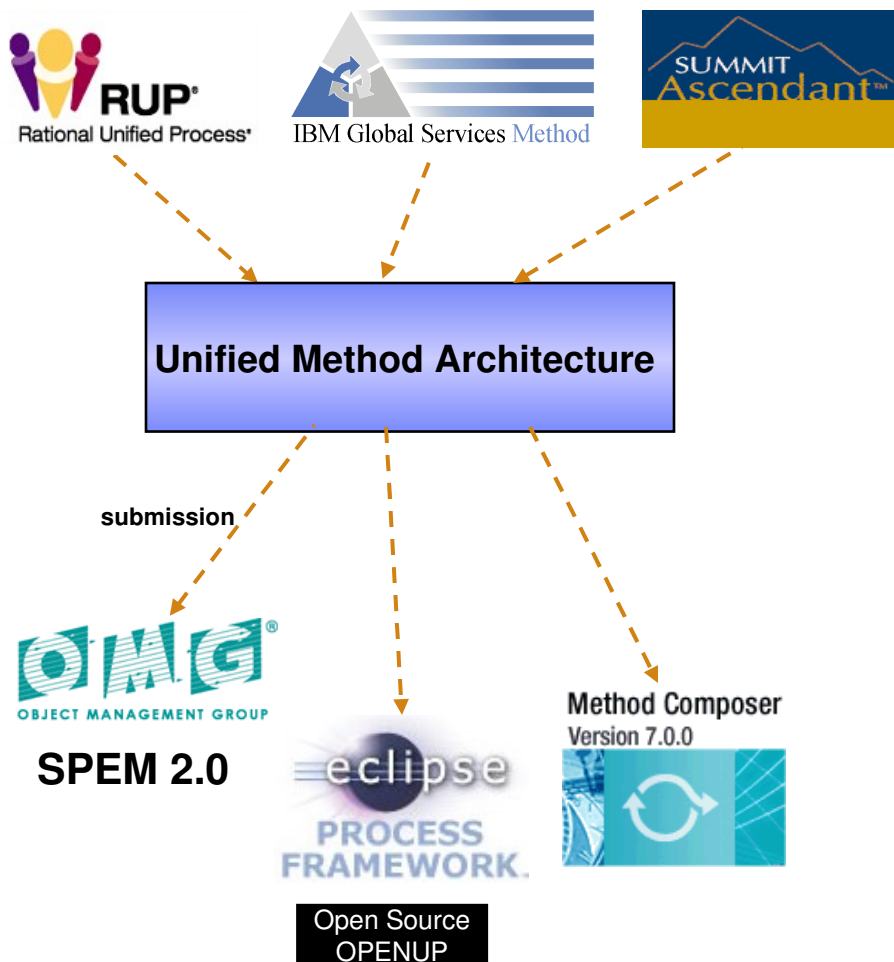 RUP®
Rational Unified Process®
IBM Global Services Method
SUMMIT
Ascendant™
Unified Method Architecture
submission
OMG®
OBJECT MANAGEMENT GROUP
SPEM 2.0
eclipse
PROCESS
FRAMEWORK
Method Composer
Version 7.0.0
Open Source
OPENUP